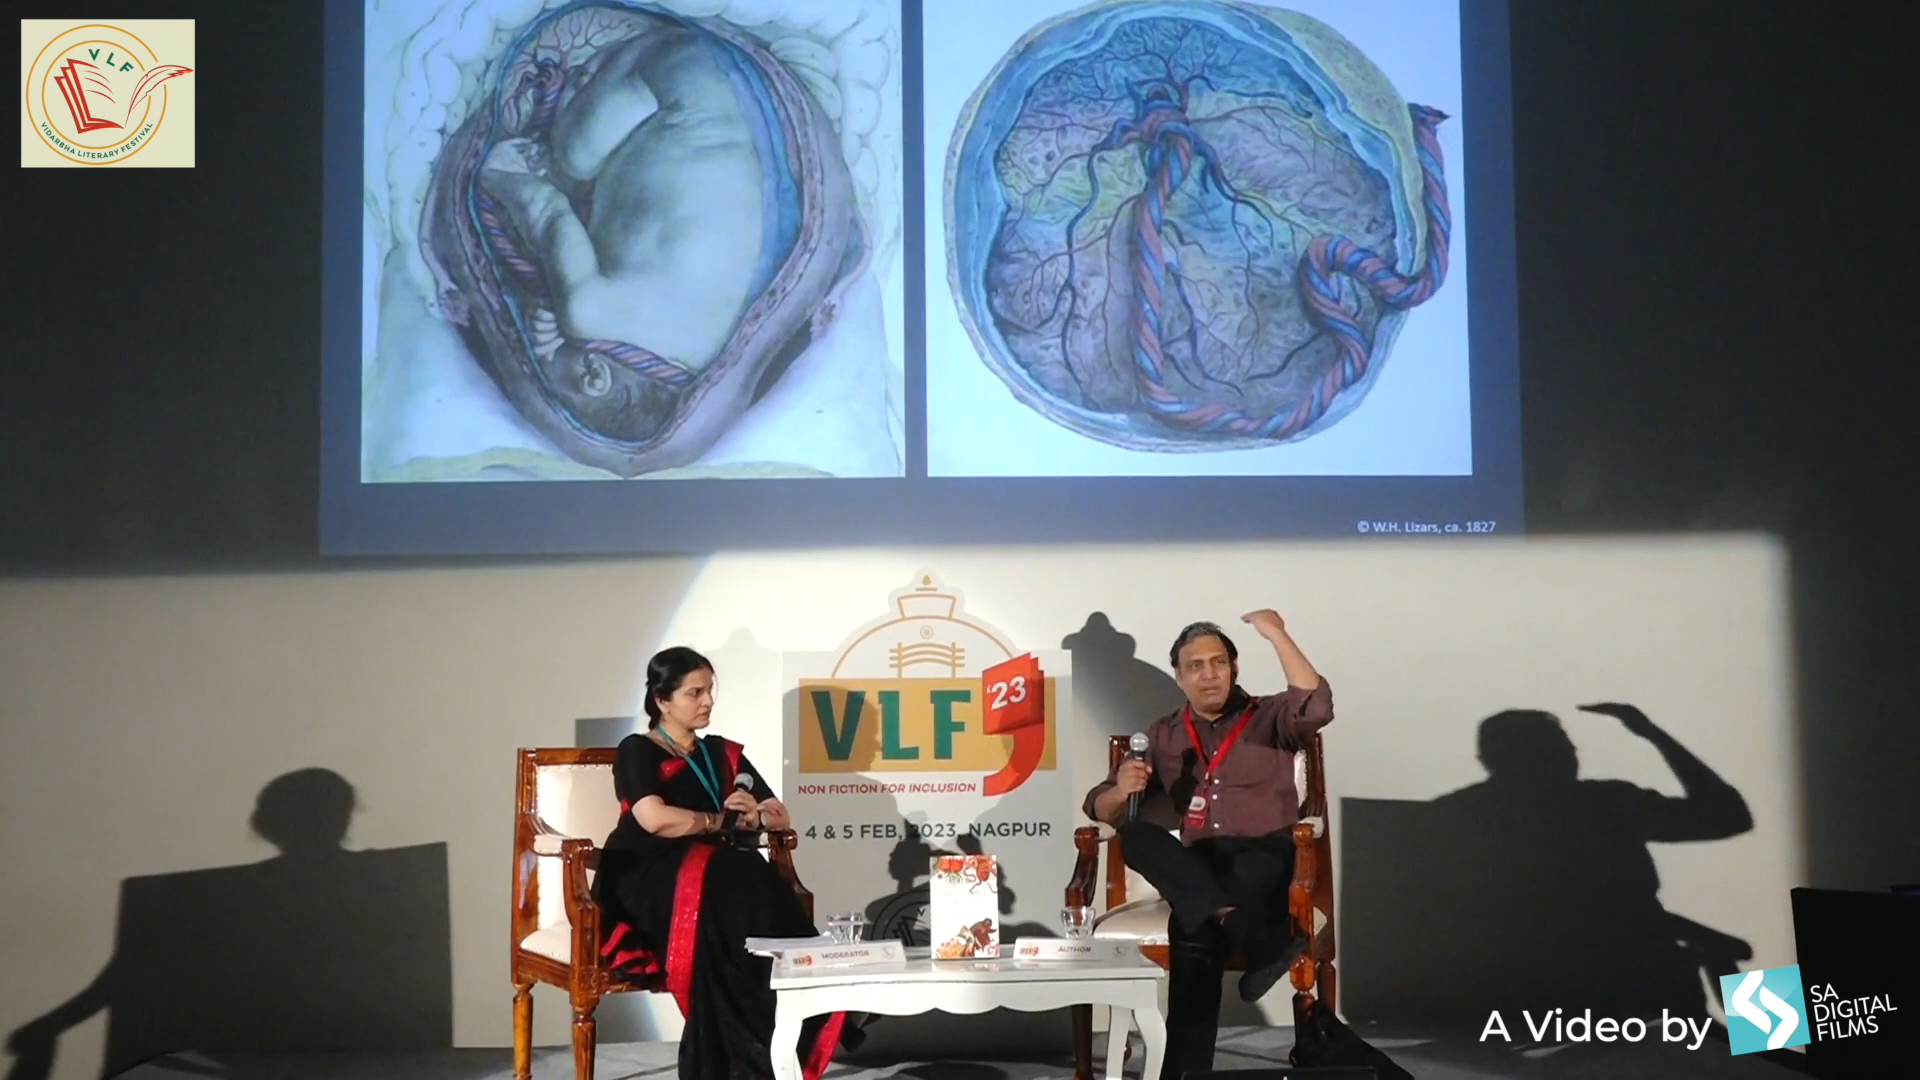 VLF
VIDARBHA LITERARY FESTIVAL
© W.H. Lizars, ca. 1827
VLF '23
NON FICTION FOR INCLUSION
4 & 5 FEB, 2023, NAGPUR
MODERATOR
AUTHOR
A Video by
SA
DIGITAL
FILMS